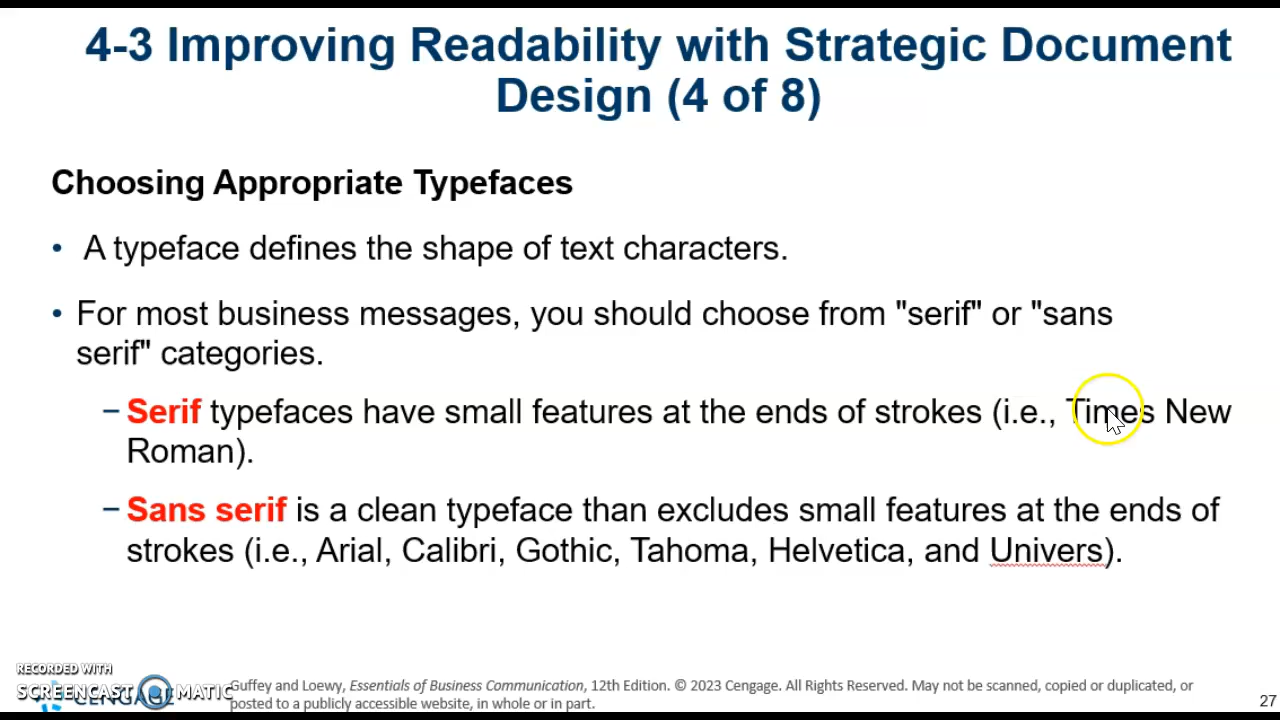 4-3 Improving Readability with Strategic Document
Design (4 of 8)
Choosing Appropriate Typefaces
• A typeface defines the shape of text characters.
• For most business messages, you should choose from "serif" or "sans
serif" categories.
− Serif typefaces have small features at the ends of strokes (i.e., Times New
Roman).
− Sans serif is a clean typeface than excludes small features at the ends of
strokes (i.e., Arial, Calibri, Gothic, Tahoma, Helvetica, and Univers).
RECORDED WITH
SCREENCAST MATIC
CENGAGE
Guffey and Loewy, Essentials of Business Communication, 12th Edition. © 2023 Cengage. All Rights Reserved. May not be scanned, copied or duplicated, or
posted to a publicly accessible website, in whole or in part.
27